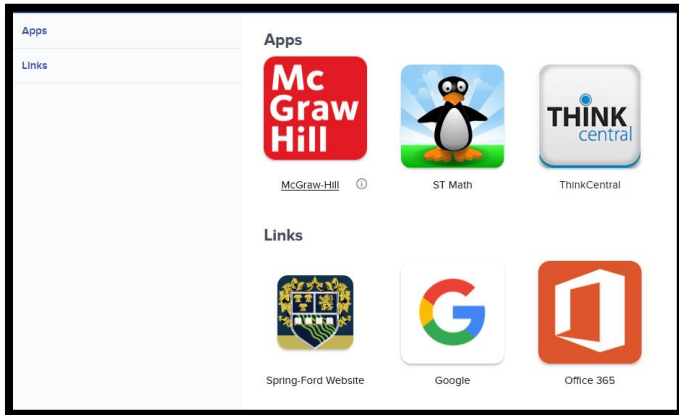 Apps
Links
Apps
Mc
Graw
Hill
THINK
central
McGraw-Hill
ST Math
ThinkCentral
Links
Spring-Ford Website
Google
Office 365